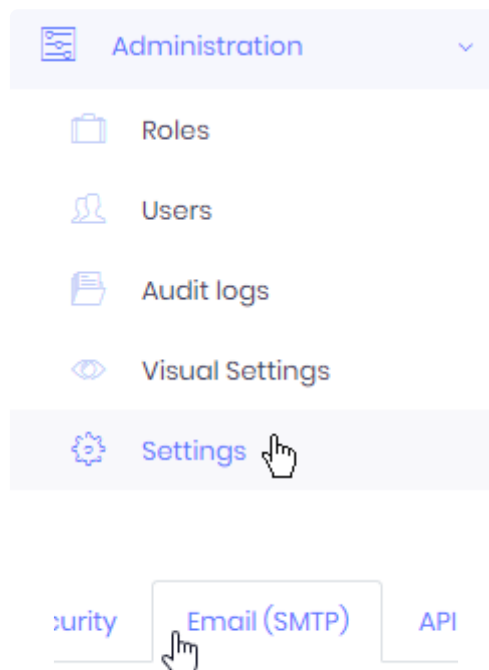 Administration
Roles
Users
Audit logs
Visual Settings
Settings
curity Email (SMTP) API